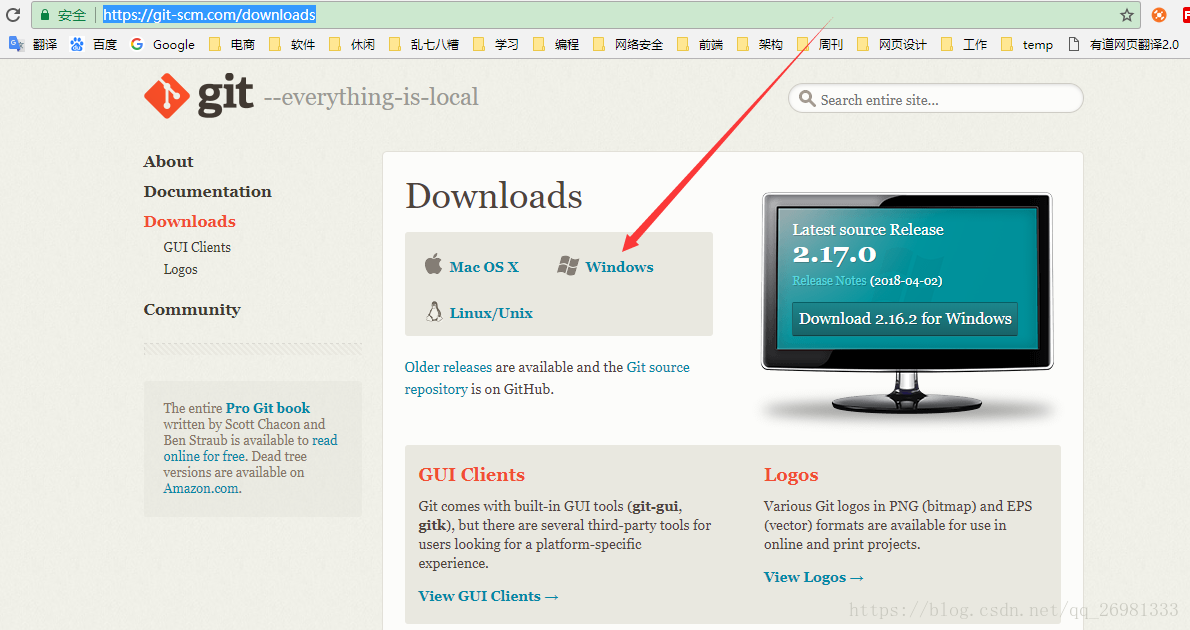 安全 https://git-scm.com/downloads
翻译 百度 Google 电商 软件 休闲 乱七八糟 学习 编程 网络安全 前端 架构 周刊 网页设计 工作 temp 有道网页翻译2.0
git --everything-is-local
Search entire site...
About
Documentation
Downloads
GUI Clients
Logos
Community
The entire Pro Git book
written by Scott Chacon and
Ben Straub is available to read
online for free. Dead tree
versions are available on
Amazon.com.
Downloads
Mac OS X Windows
Linux/Unix
Older releases are available and the Git source
repository is on GitHub.
Latest source Release
2.17.0
Release Notes (2018-04-02)
Download 2.16.2 for Windows
GUI Clients
Git comes with built-in GUI tools (git-gui,
gitk), but there are several third-party tools for
users looking for a platform-specific
experience.
View GUI Clients →
Logos
Various Git logos in PNG (bitmap) and EPS
(vector) formats are available for use in
online and print projects.
View Logos →
https://blog.csdn.net/qq_26981333